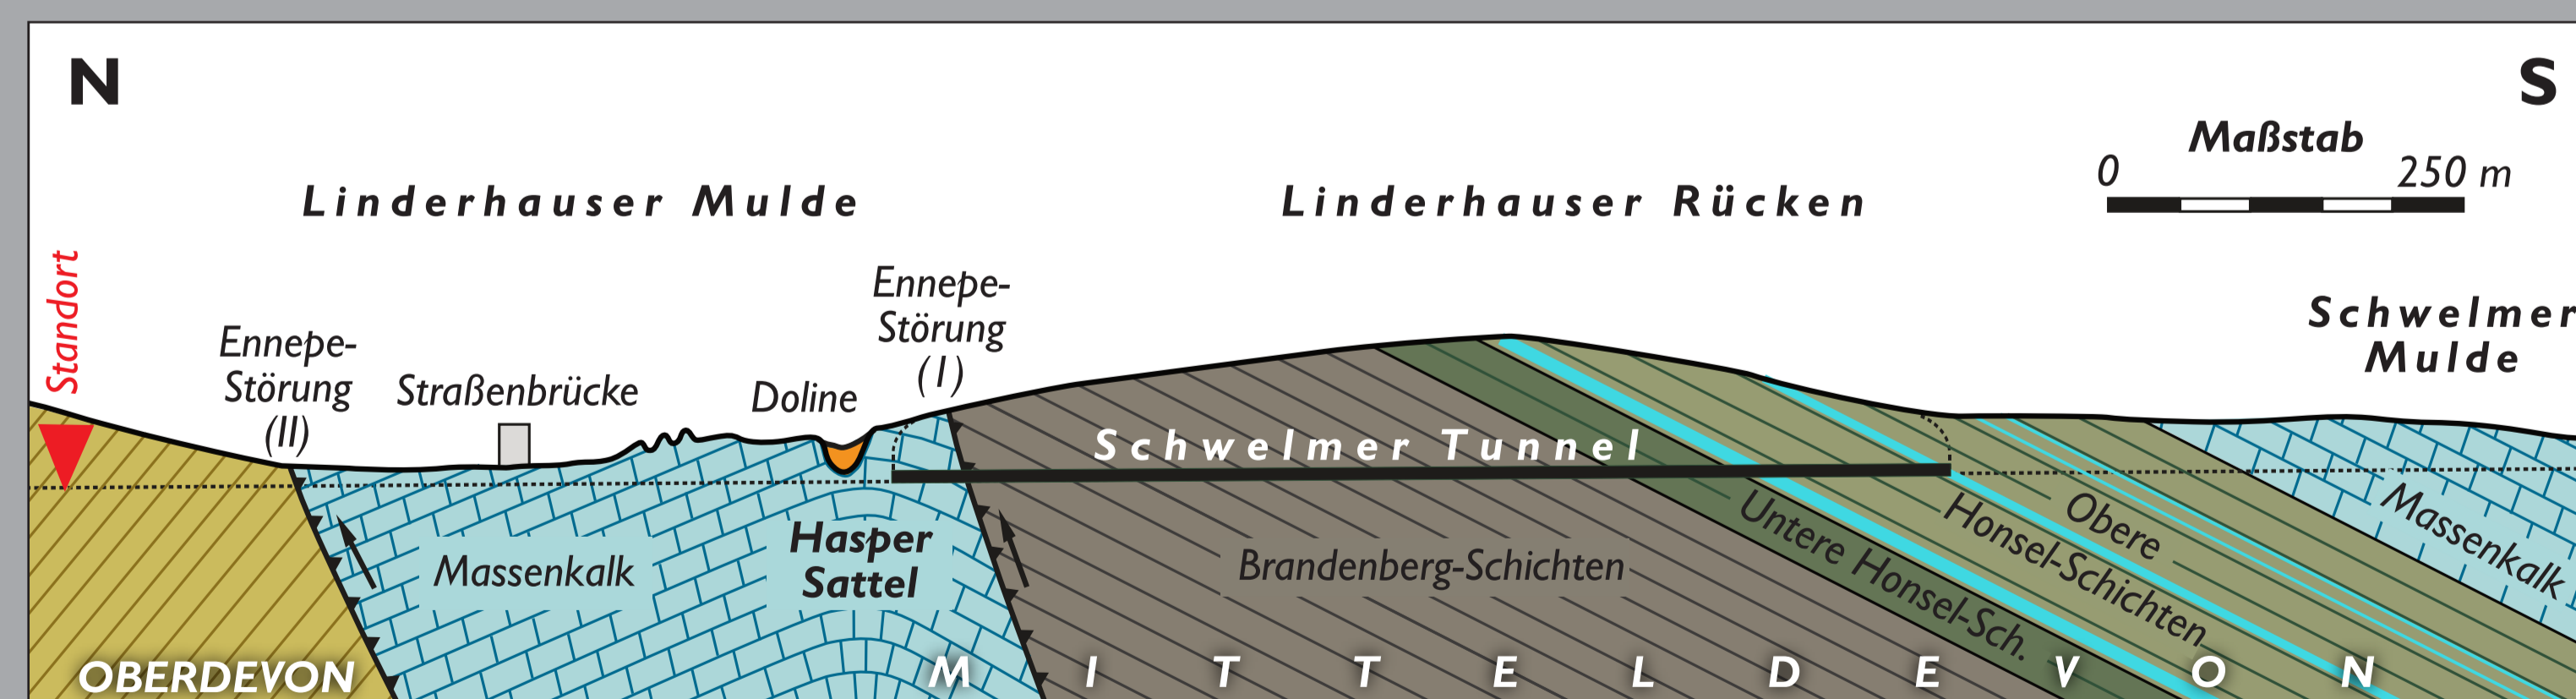 N
S
Maßstab
0
250 m
Linderhauser Mulde
Linderhauser Rücken
Standort
Ennepe-
Störung
(II)
Straßenbrücke
Doline
Ennepe-
Störung
(I)
Schwelmer
Mulde
Schwelmer Tunnel
Massenkalk
Hasper
Sattel
Brandenberg-Schichten
Untere Honsel-Sch.
Obere
Honsel-Schichten
Massenkalk
OBERDEVON
MITTELDEVON